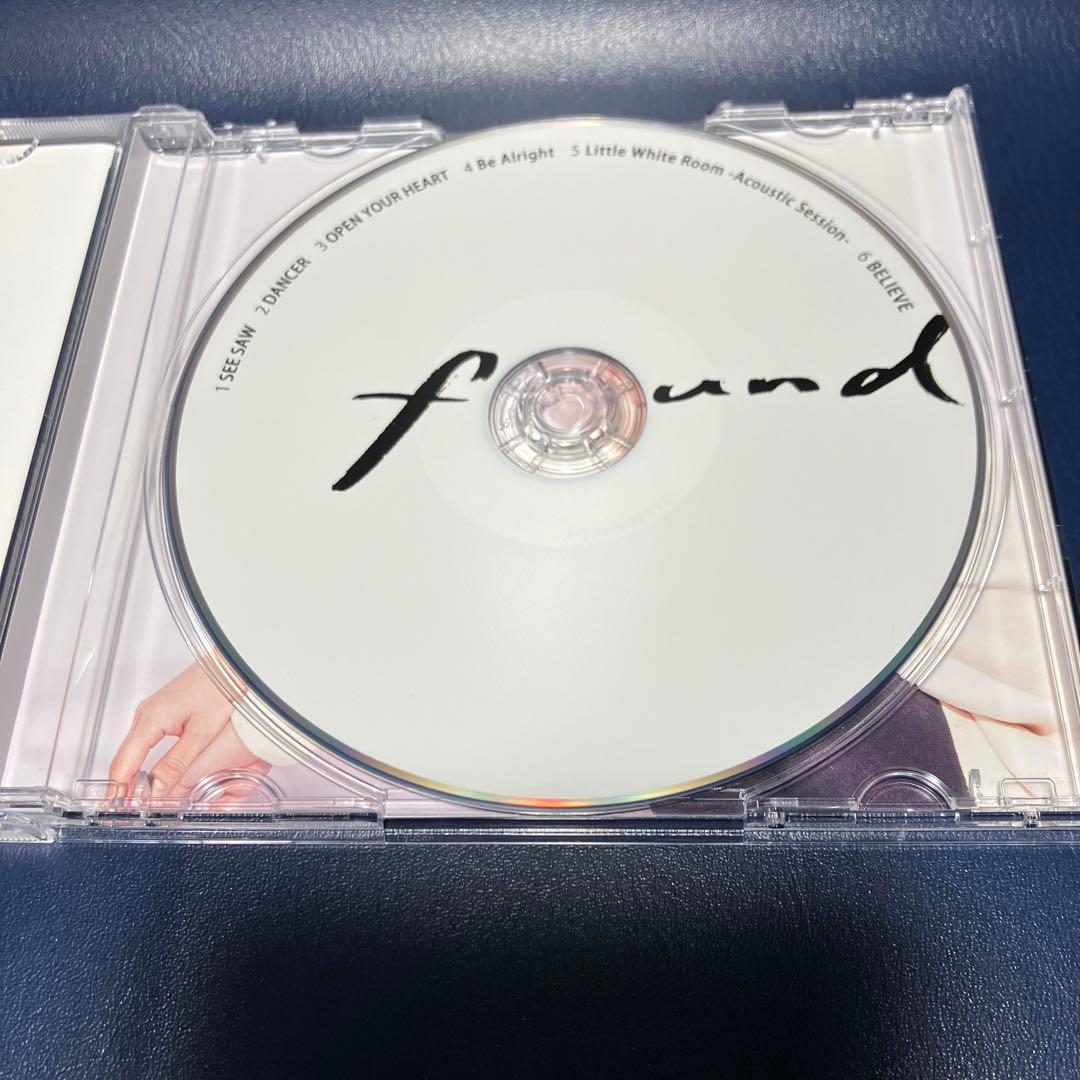 1 SEE SAW 2 DANCER 3 OPEN YOUR HEART 4 Be Alright 5 Little White Room -Acoustic Session- 6 BELIEVE
f und